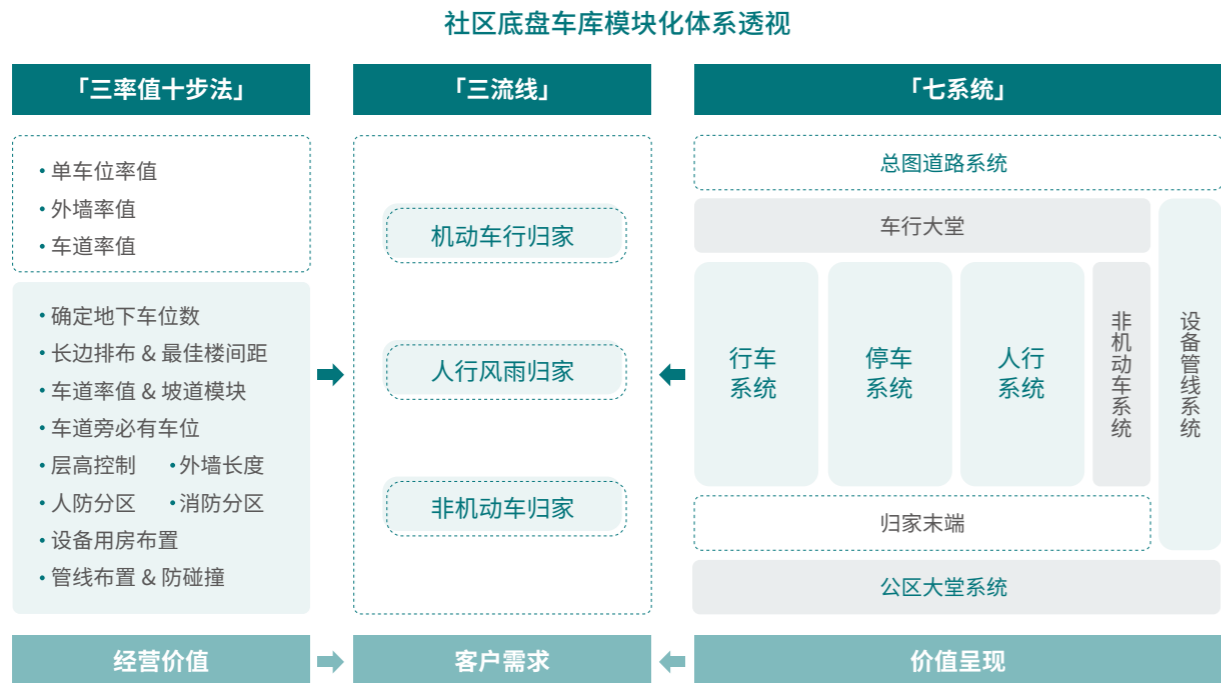 社区底盘车库模块化体系透视
「三率值十步法」
• 单车位率值
• 外墙率值
• 车道率值
• 确定地下车位数
• 长边排布 & 最佳楼间距
• 车道率值 & 坡道模块
• 车道旁必有车位
• 层高控制 • 外墙长度
• 人防分区 • 消防分区
• 设备用房布置
• 管线布置 & 防碰撞
经营价值
「三流线」
机动车行归家
人行风雨归家
非机动车归家
客户需求
「七系统」
总图道路系统
车行大堂
行车
系统
停车
系统
人行
系统
非机动车系统
设备管线系统
归家末端
公区大堂系统
价值呈现